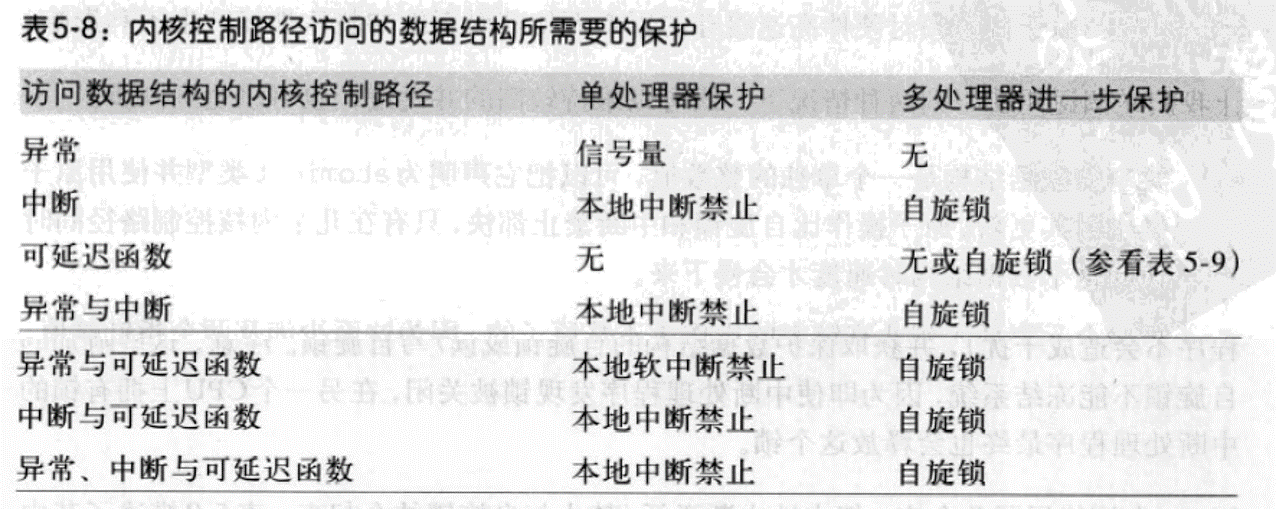 表5-8：内核控制路径访问的数据结构所需要的保护
访问数据结构的内核控制路径 单处理器保护 多处理器进一步保护
异常 信号量 无
中断 本地中断禁止 自旋锁
可延迟函数 无 无或自旋锁（参看表 5-9）
异常与中断 本地中断禁止 自旋锁
异常与可延迟函数 本地软中断禁止 自旋锁
中断与可延迟函数 本地中断禁止 自旋锁
异常、中断与可延迟函数 本地中断禁止 自旋锁